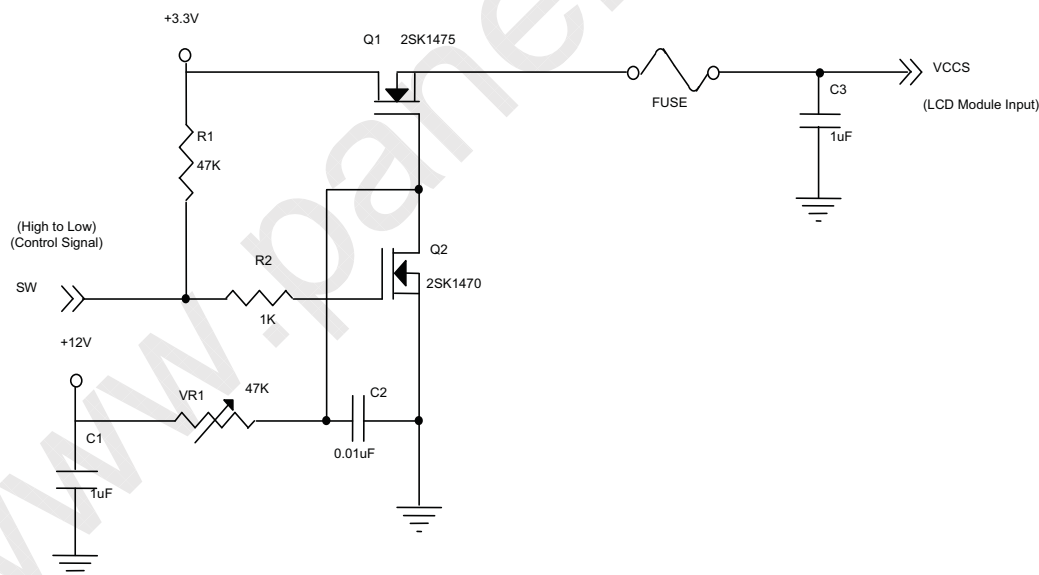 +3.3V
Q1 2SK1475
VCCS
FUSE
C3
(LCD Module Input)
R1
1uF
47K
(High to Low)
(Control Signal)
R2
Q2
SW
2SK1470
1K
+12V
VR1
47K
C2
C1
0.01uF
1uF
www.pane